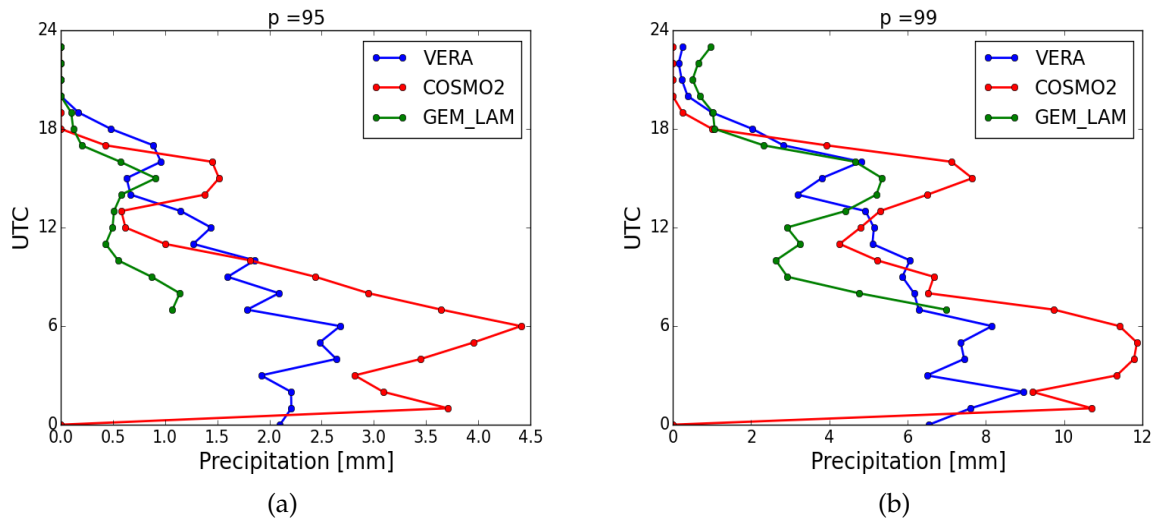 p =95
24
18
12
6
0
UTC
VERA
COSMO2
GEM_LAM
0.0 0.5 1.0 1.5 2.0 2.5 3.0 3.5 4.0 4.5
Precipitation [mm]
(a)
p =99
24
18
12
6
0
UTC
VERA
COSMO2
GEM_LAM
0 2 4 6 8 10 12
Precipitation [mm]
(b)